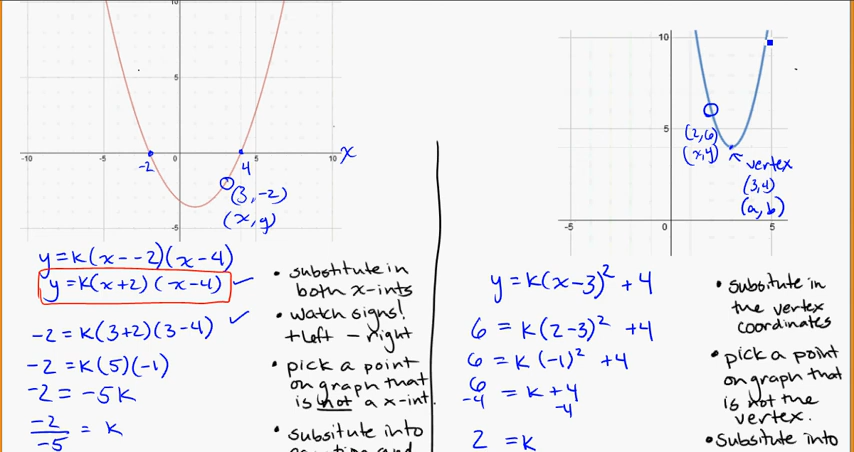 10
5
-10
-5
0
5
10
x
-2
4
(3,-2)
(x,y)
-5
y=k(x--2)(x-4)
y=k(x+2)(x-4) ✓
-2=k(3+2)(3-4) ✓
-2=k(5)(-1)
-2=-5k
-2/-5 = k
• substitute in
both x-ints
• watch signs!
+left - right
• pick a point
on graph that
is not a x-int.
• subsitute into
10
5
(2,6)
(x,y)
vertex
(3,4)
(a,b)
-5
0
5
y=k(x-3)²+4
6=k(2-3)²+4
6=k(-1)²+4
6=k+4
-4 -4
2=k
• subsitute in
the vertex
coordinates
• pick a point
on graph that
is not the
vertex.
• Subsitute into